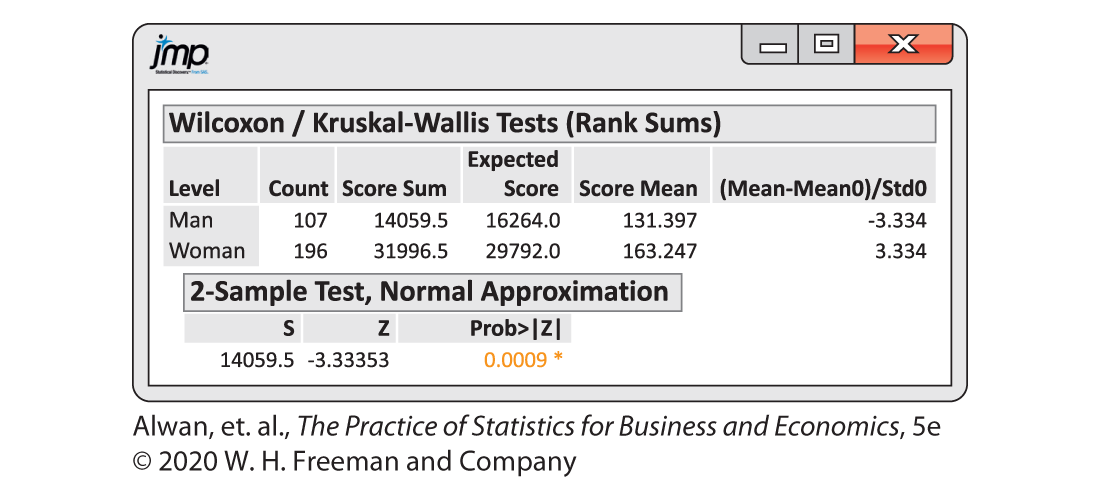 jmp
Statistical Discovery™ From SAS.
Wilcoxon / Kruskal-Wallis Tests (Rank Sums)
Level Count Score Sum Expected Score Score Mean (Mean-Mean0)/Std0
Man 107 14059.5 16264.0 131.397 -3.334
Woman 196 31996.5 29792.0 163.247 3.334
2-Sample Test, Normal Approximation
S Z Prob>|Z|
14059.5 -3.33353 0.0009 *
Alwan, et. al., The Practice of Statistics for Business and Economics, 5e
© 2020 W. H. Freeman and Company